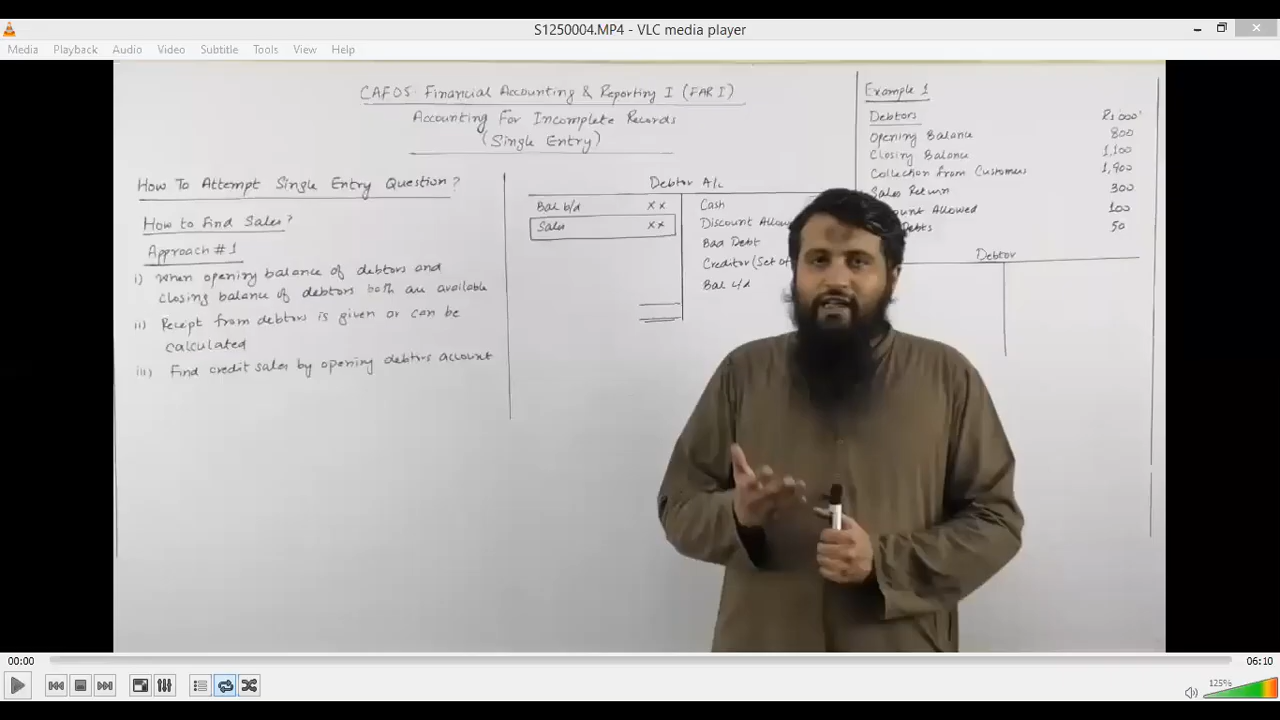 S1250004.MP4 - VLC media player
Media Playback Audio Video Subtitle Tools View Help
CAF05: Financial Accounting & Reporting I (FAR I)
Accounting For Incomplete Records
(Single Entry)
How To Attempt Single Entry Question?
How to Find Sales?
Approach #1
i) When opening balance of debtors and
closing balance of debtors both are available
ii) Receipt from debtors is given or can be
calculated
iii) Find credit sales by opening debtors account
Debtor A/c
Bal b/d xx Cash
Sales xx Discount Allow
Bad Debt
Creditor (Set of
Bal c/d
Example 1
Debtors Rs'000'
Opening Balance 800
Closing Balance 1,100
Collection from Customers 1,900
Sales Return 300
ount Allowed 100
Debts 50
Debtor
00:00
06:10
125%